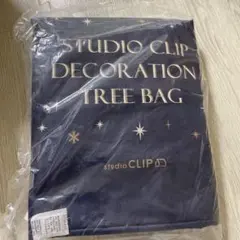 STUDIO CLIP
DECORATION
TREE BAG
studio CLIP